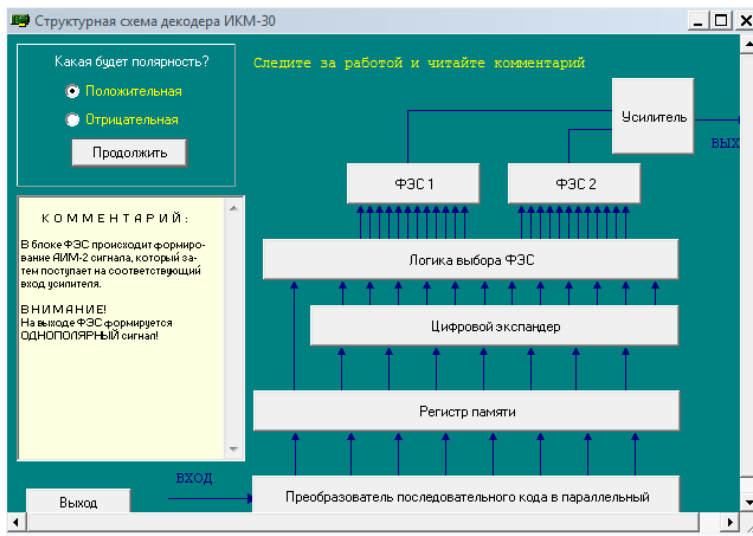 Структурная схема декодера ИКМ-30
Какая будет полярность?
Положительная
Отрицательная
Продолжить
Следите за работой и читайте комментарий
Усилитель
ВЫХ
ФЭС 1
ФЭС 2
КОММЕНТАРИЙ:
В блоке ФЭС происходит формиро-
вание АИМ-2 сигнала, который за-
тем поступает на соответствующий
вход усилителя.
ВНИМАНИЕ!
На выходе ФЭС формируется
ОДНОПОЛЯРНЫЙ сигнал!
Логика выбора ФЭС
Цифровой экспандер
Регистр памяти
ВХОД
Преобразователь последовательного кода в параллельный
Выход